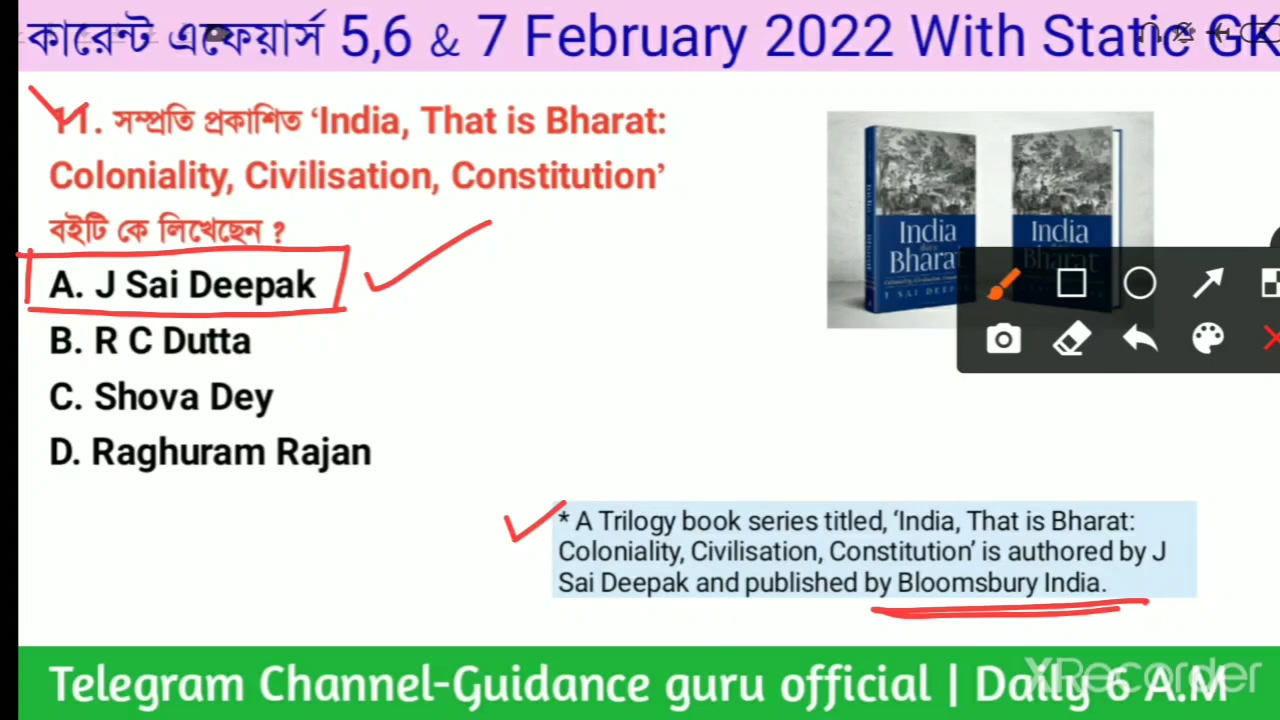 কারেন্ট এফেয়ার্স 5,6 & 7 February 2022 With Static GK
11. সম্প্রতি প্রকাশিত ‘India, That is Bharat:
Coloniality, Civilisation, Constitution’
বইটি কে লিখেছেন ?
A. J Sai Deepak
B. R C Dutta
C. Shova Dey
D. Raghuram Rajan
India
Bharat
J SAI DEEP
India
Bharat
* A Trilogy book series titled, ‘India, That is Bharat:
Coloniality, Civilisation, Constitution’ is authored by J
Sai Deepak and published by Bloomsbury India.
Telegram Channel-Guidance guru official | Daily 6 A.M
XRecorder